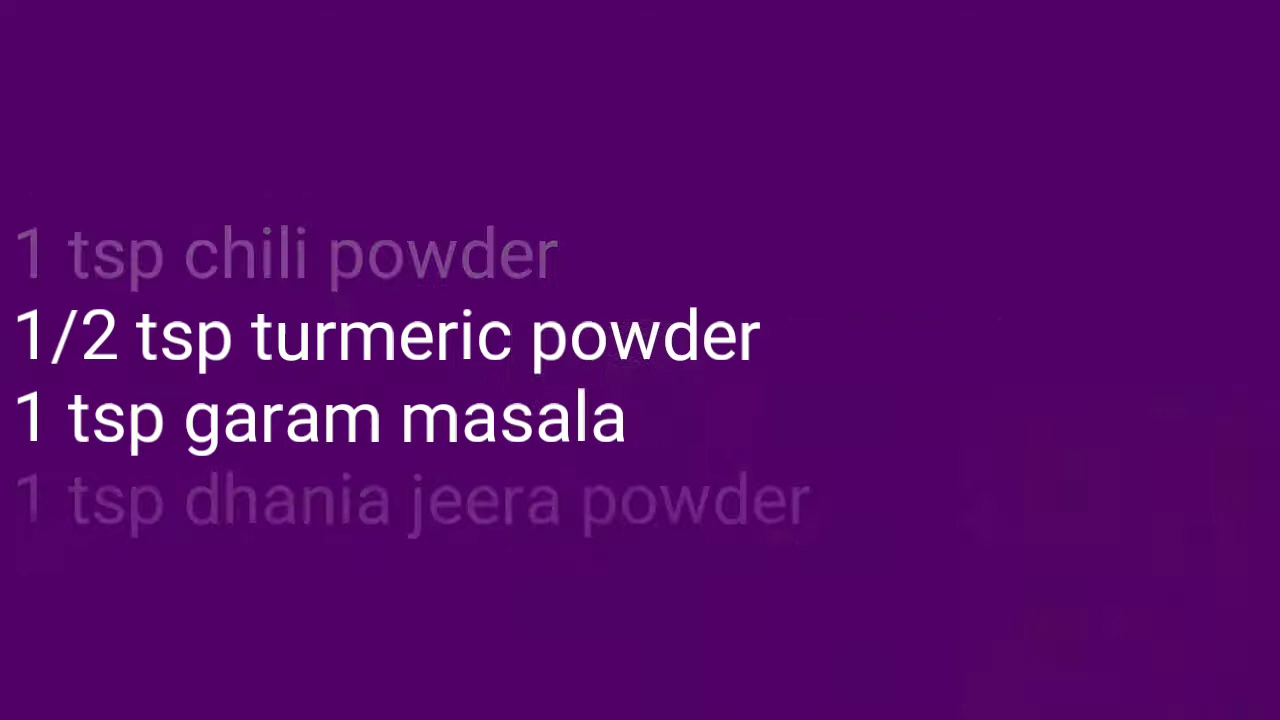 1 tsp chili powder
1/2 tsp turmeric powder
1 tsp garam masala
1 tsp dhania jeera powder